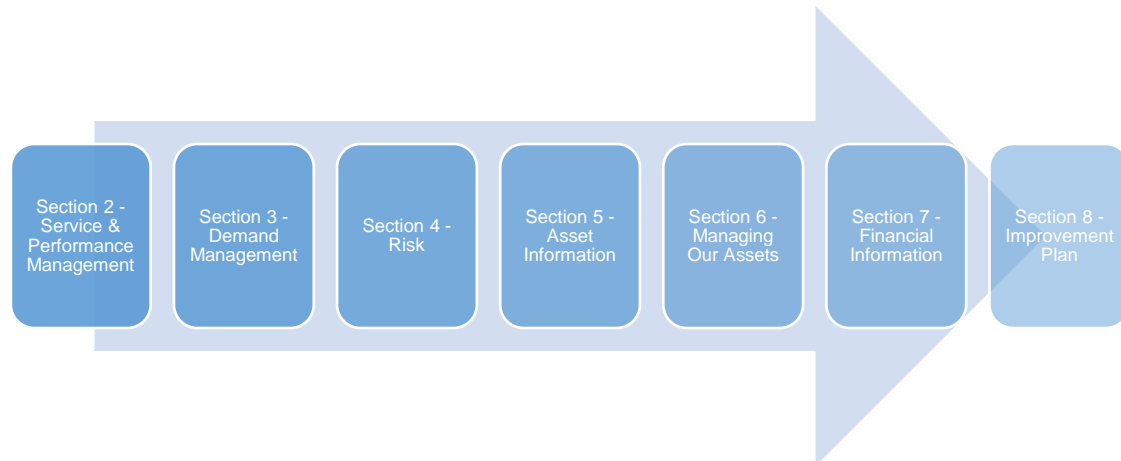 Section 2 -
Service &
Performance
Management
Section 3 -
Demand
Management
Section 4 -
Risk
Section 5 -
Asset
Information
Section 6 -
Managing
Our Assets
Section 7 -
Financial
Information
Section 8 -
Improvement
Plan